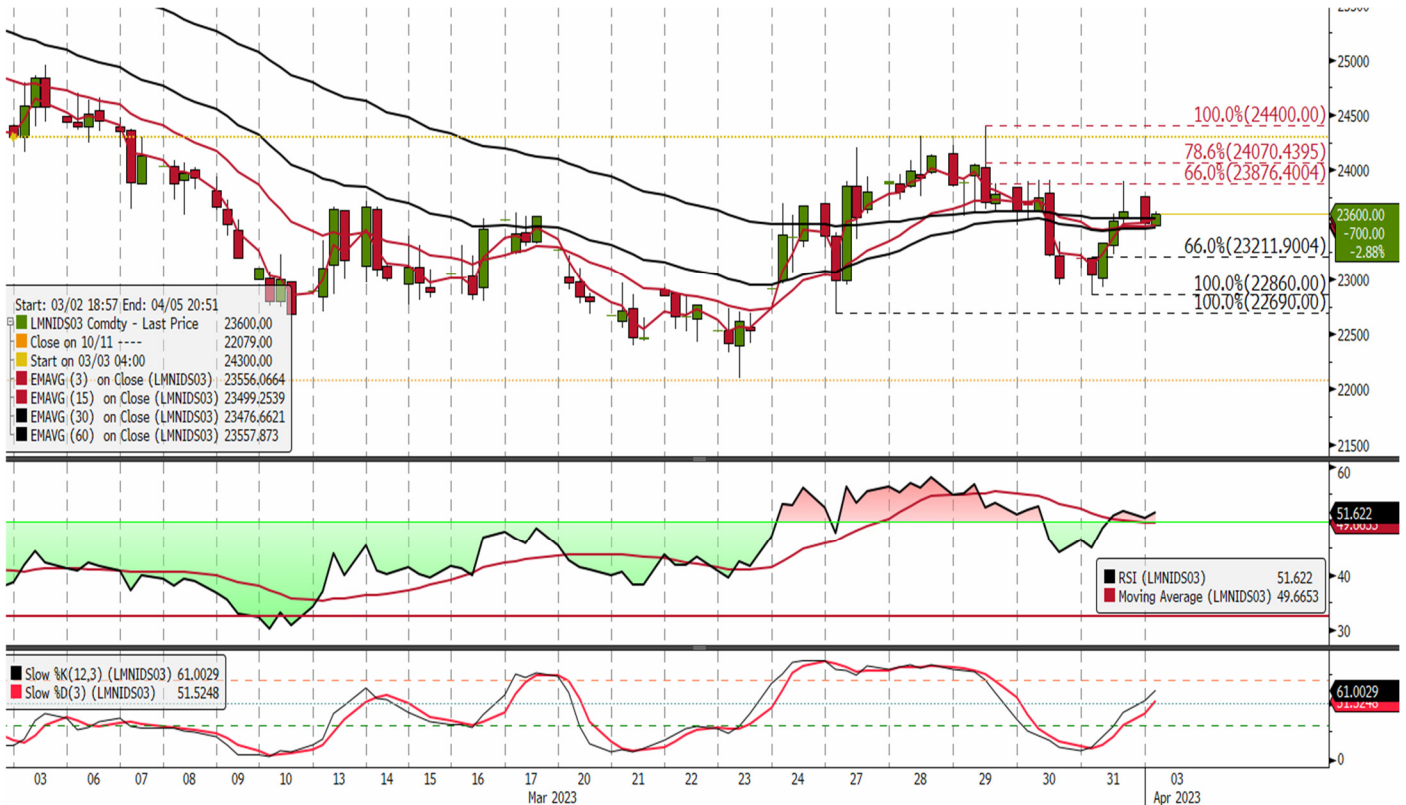 25500
25000
24500
24000
23000
22500
22000
21500
100.0%(24400.00)
78.6%(24070.4395)
66.0%(23876.4004)
66.0%(23211.9004)
100.0%(22860.00)
100.0%(22690.00)
23600.00
-700.00
-2.88%
Start: 03/02 18:57 End: 04/05 20:51
LMNIDS03 Comdty - Last Price 23600.00
Close on 10/11 ---- 22079.00
Start on 03/03 04:00 24300.00
EMAVG (3) on Close (LMNIDS03) 23556.0664
EMAVG (15) on Close (LMNIDS03) 23499.2539
EMAVG (30) on Close (LMNIDS03) 23476.6621
EMAVG (60) on Close (LMNIDS03) 23557.873
60
51.622
49.6653
40
30
RSI (LMNIDS03) 51.622
Moving Average (LMNIDS03) 49.6653
Slow %K(12,3) (LMNIDS03) 61.0029
Slow %D(3) (LMNIDS03) 51.5248
61.0029
51.5248
0
03 06 07 08 09 10 13 14 15 16 17 20 21 22 23 24 27 28 29 30 31 03
Mar 2023 Apr 2023